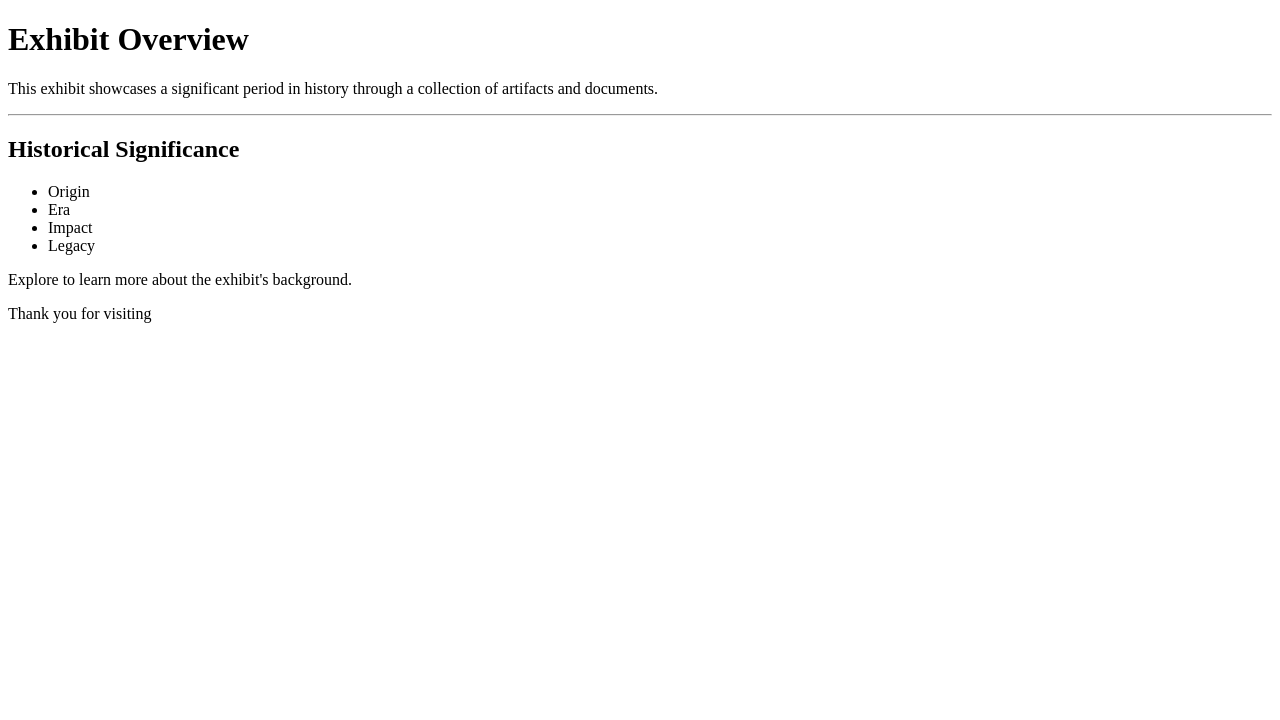 Exhibit Overview
This exhibit showcases a significant period in history through a collection of artifacts and documents.
Historical Significance
Origin
Era
Impact
Legacy
Explore to learn more about the exhibit's background.
Thank you for visiting